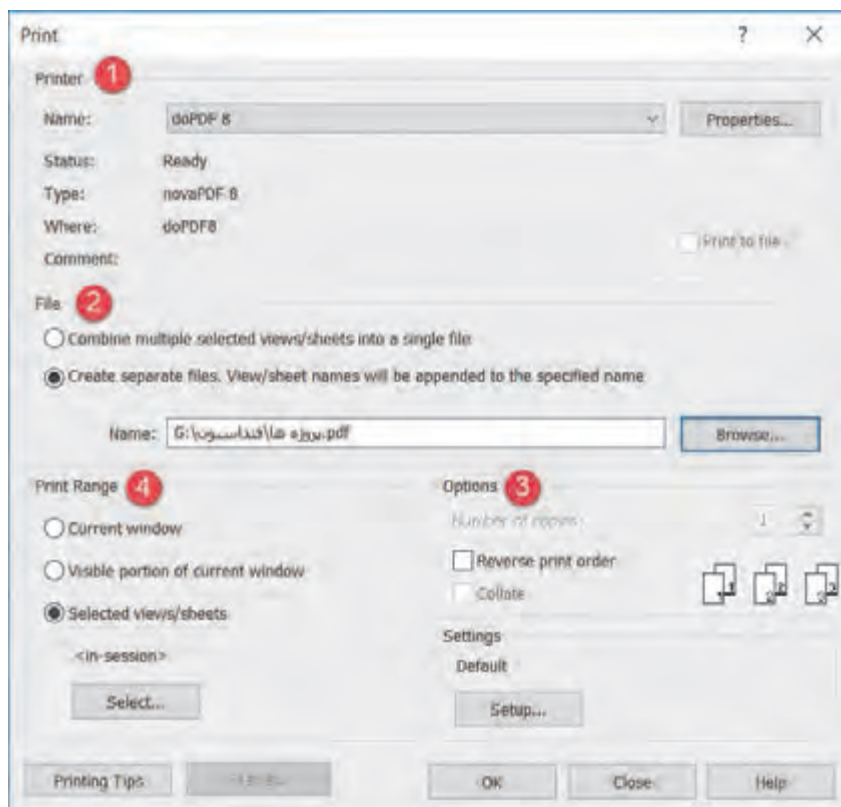 Print ? X
Printer 1
Name: doPDF 8 Properties...
Status: Ready
Type: novaPDF 8
Where: doPDF8
Print to file
Comment:
File 2
Combine multiple selected views/sheets into a single file
Create separate files. View/sheet names will be appended to the specified name
Name: G:\پروژه ها\فنداسیون.pdf Browse...
Print Range 4
Options 3
Current window
Number of copies: 1
Visible portion of current window
Reverse print order
Collate
Selected views/sheets
<in-session>
Settings
Default
Select...
Setup...
Printing Tips OK Close Help